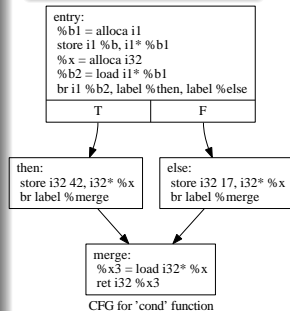 entry:
%b1 = alloca i1
store i1 %b, i1* %b1
%x = alloca i32
%b2 = load i1* %b1
br i1 %b2, label %then, label %else
T F
then:
store i32 42, i32* %x
br label %merge
else:
store i32 17, i32* %x
br label %merge
merge:
%x3 = load i32* %x
ret i32 %x3
CFG for 'cond' function